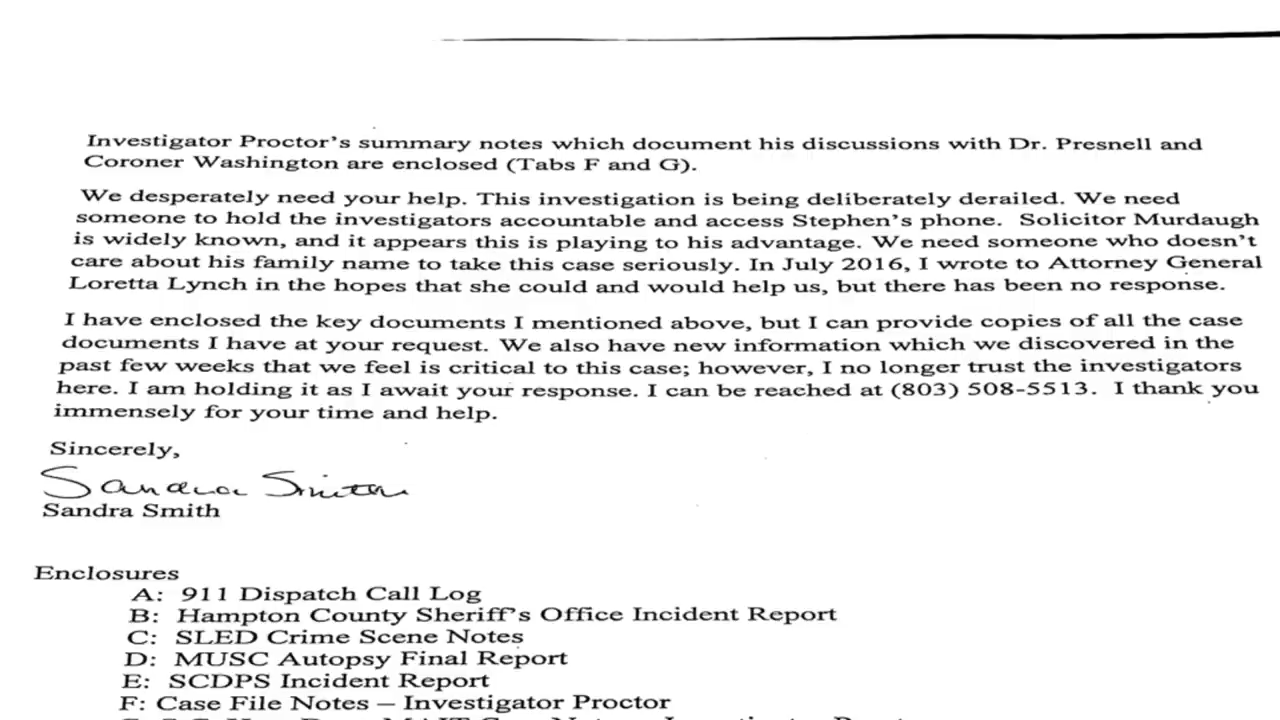 Investigator Proctor's summary notes which document his discussions with Dr. Presnell and
Coroner Washington are enclosed (Tabs F and G).
We desperately need your help. This investigation is being deliberately derailed. We need
someone to hold the investigators accountable and access Stephen's phone. Solicitor Murdaugh
is widely known, and it appears this is playing to his advantage. We need someone who doesn't
care about his family name to take this case seriously. In July 2016, I wrote to Attorney General
Loretta Lynch in the hopes that she could and would help us, but there has been no response.
I have enclosed the key documents I mentioned above, but I can provide copies of all the case
documents I have at your request. We also have new information which we discovered in the
past few weeks that we feel is critical to this case; however, I no longer trust the investigators
here. I am holding it as I await your response. I can be reached at (803) 508-5513. I thank you
immensely for your time and help.
Sincerely,
Sandra Smith
Sandra Smith
Enclosures
A: 911 Dispatch Call Log
B: Hampton County Sheriff's Office Incident Report
C: SLED Crime Scene Notes
D: MUSC Autopsy Final Report
E: SCDPS Incident Report
F: Case File Notes – Investigator Proctor